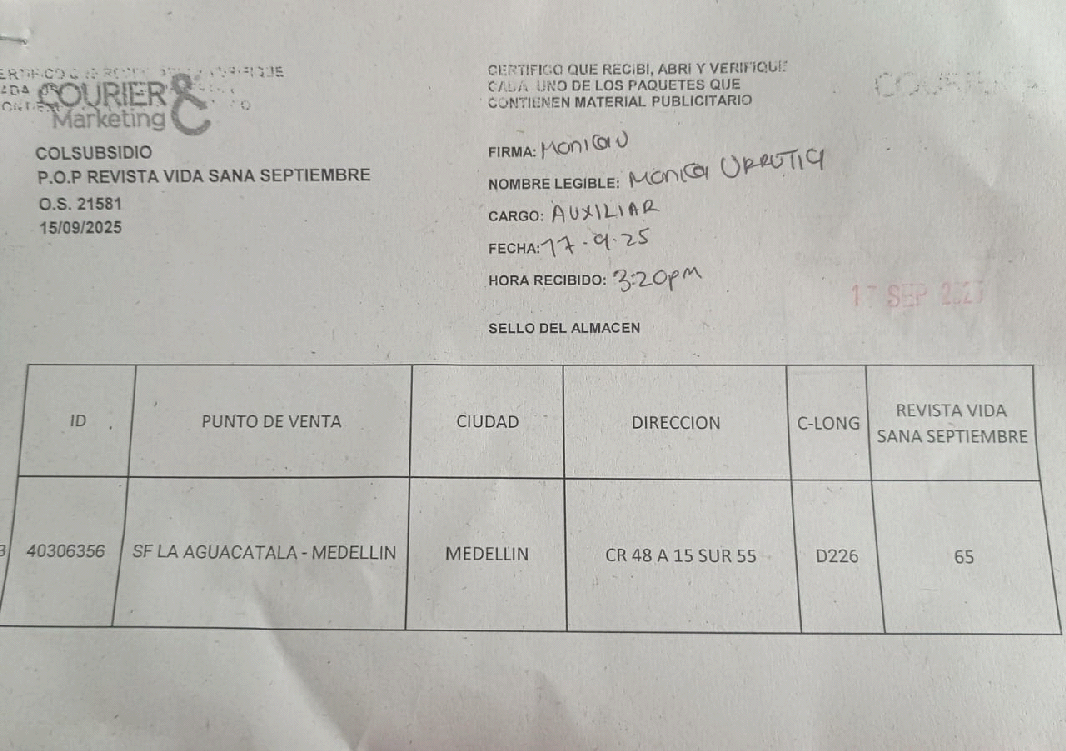 COURIER &
Marketing
COLSUBSIDIO
P.O.P REVISTA VIDA SANA SEPTIEMBRE
O.S. 21581
15/09/2025
CERTIFICO QUE RECIBI, ABRI Y VERIFIQUE
CADA UNO DE LOS PAQUETES QUE
CONTIENEN MATERIAL PUBLICITARIO
FIRMA: Monica U
NOMBRE LEGIBLE: Monica URRUTIA
CARGO: AUXILIAR
FECHA: 17-9-25
HORA RECIBIDO: 3:20pm
17 SEP 2025
SELLO DEL ALMACEN
ID PUNTO DE VENTA CIUDAD DIRECCION C-LONG REVISTA VIDA SANA SEPTIEMBRE
40306356 SF LA AGUACATALA - MEDELLIN MEDELLIN CR 48 A 15 SUR 55 D226 65